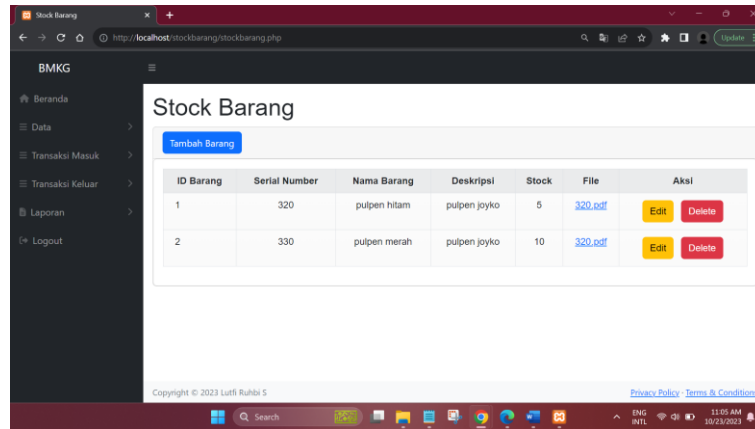 Stock Barang
http://localhost/stockbarang/stockbarang.php
Update
BMKG
Beranda
Data
Transaksi Masuk
Transaksi Keluar
Laporan
Logout
Stock Barang
Tambah Barang
ID Barang Serial Number Nama Barang Deskripsi Stock File Aksi
1 320 pulpen hitam pulpen joyko 5 320.pdf Edit Delete
2 330 pulpen merah pulpen joyko 10 320.pdf Edit Delete
Copyright © 2023 Lutfi Ruhbi S
Privacy Policy · Terms & Condition
Search
ENG
INTL
11:05 AM
10/23/2023